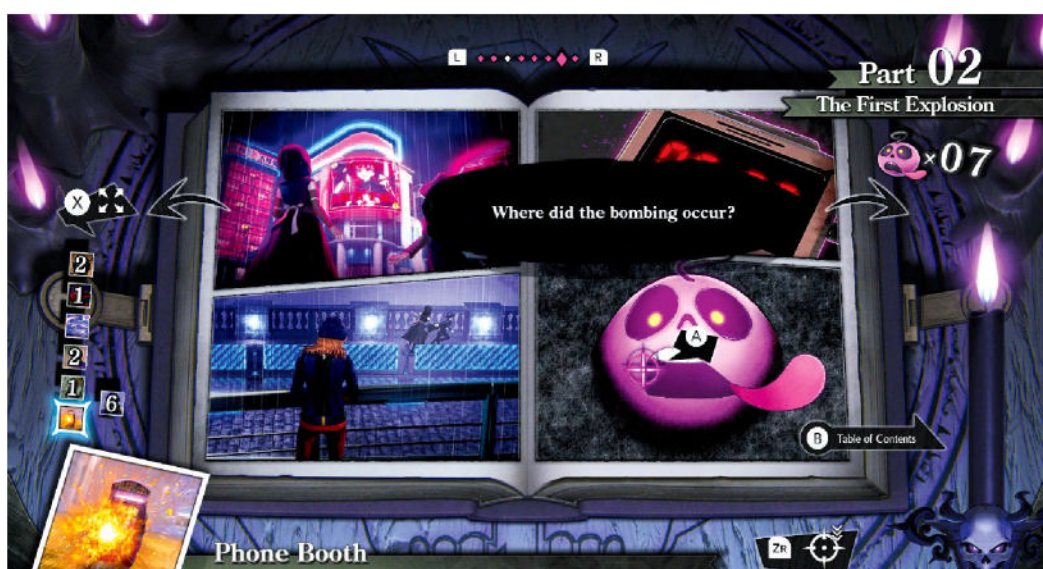 L
R
Part 02
The First Explosion
×07
X
Where did the bombing occur?
2
1
2
1
6
A
B Table of Contents
Phone Booth
ZR